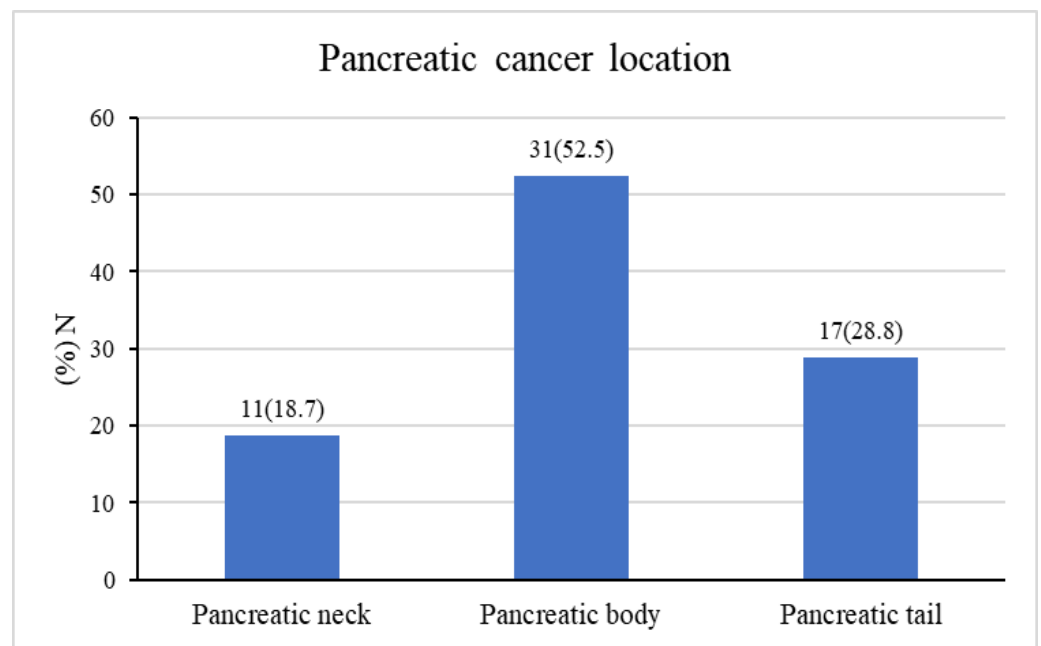 Pancreatic cancer location
(%) N
60
50
40
30
20
10
0
11(18.7)
31(52.5)
17(28.8)
Pancreatic neck
Pancreatic body
Pancreatic tail